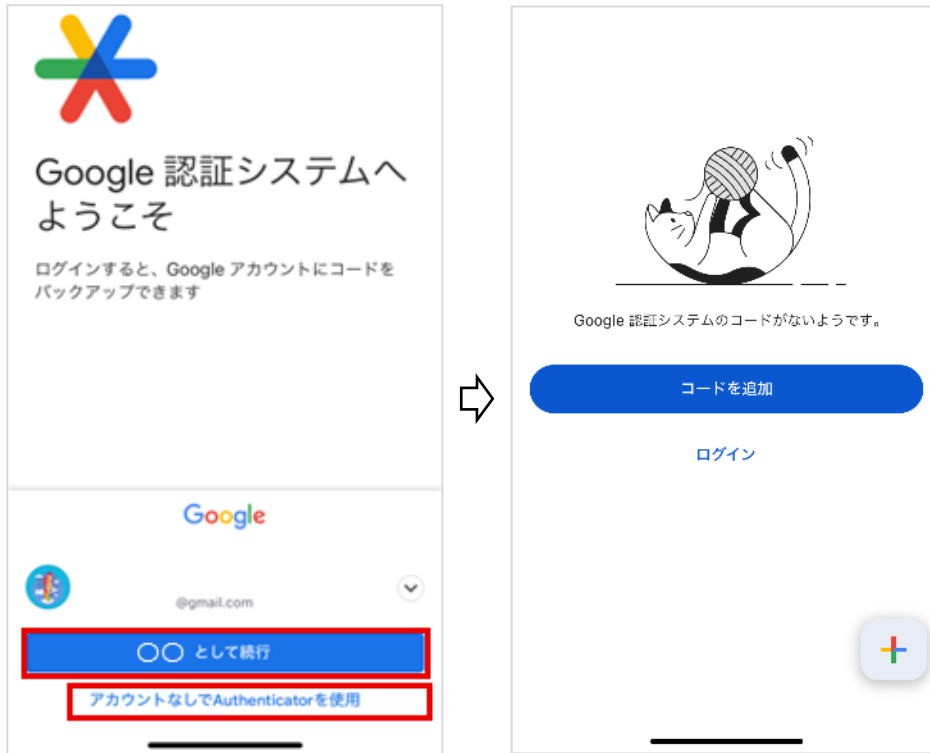 Google 認証システムへ
ようこそ
ログインすると、Google アカウントにコードを
バックアップできます
Google
@gmail.com
〇〇 として続行
アカウントなしでAuthenticatorを使用
Google 認証システムのコードがないようです。
コードを追加
ログイン